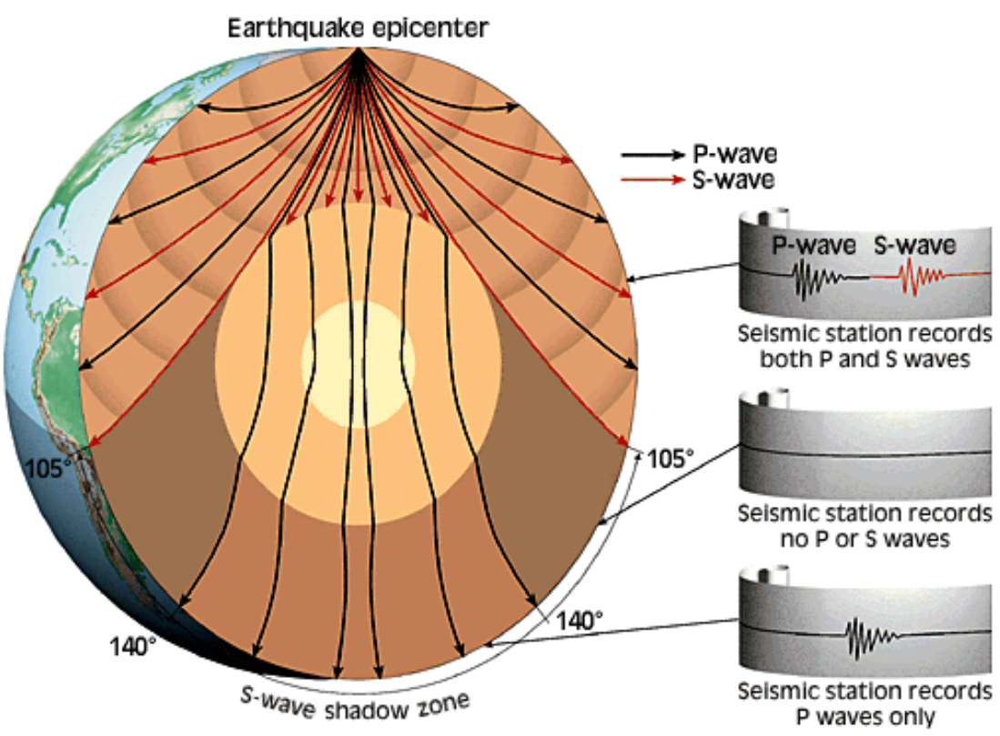 Earthquake epicenter
P-wave
S-wave
P-wave S-wave
Seismic station records
both P and S waves
105°
105°
Seismic station records
no P or S waves
140°
140°
S-wave shadow zone
Seismic station records
P waves only